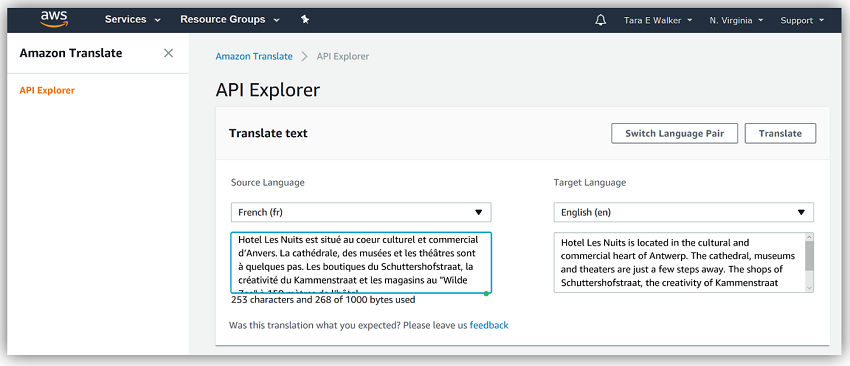 aws Services Resource Groups Tara E Walker N. Virginia Support
Amazon Translate
Amazon Translate > API Explorer
API Explorer
API Explorer
Translate text Switch Language Pair Translate
Source Language Target Language
French (fr) English (en)
Hotel Les Nuits est situé au coeur culturel et commercial
d'Anvers. La cathédrale, des musées et les théâtres sont
à quelques pas. Les boutiques du Schuttershofstraat, la
créativité du Kammenstraat et les magasins au "Wilde
Zee" à 150 mètres de l'hôtel
Hotel Les Nuits is located in the cultural and
commercial heart of Antwerp. The cathedral, museums
and theaters are just a few steps away. The shops of
Schuttershofstraat, the creativity of Kammenstraat
253 characters and 268 of 1000 bytes used
Was this translation what you expected? Please leave us feedback